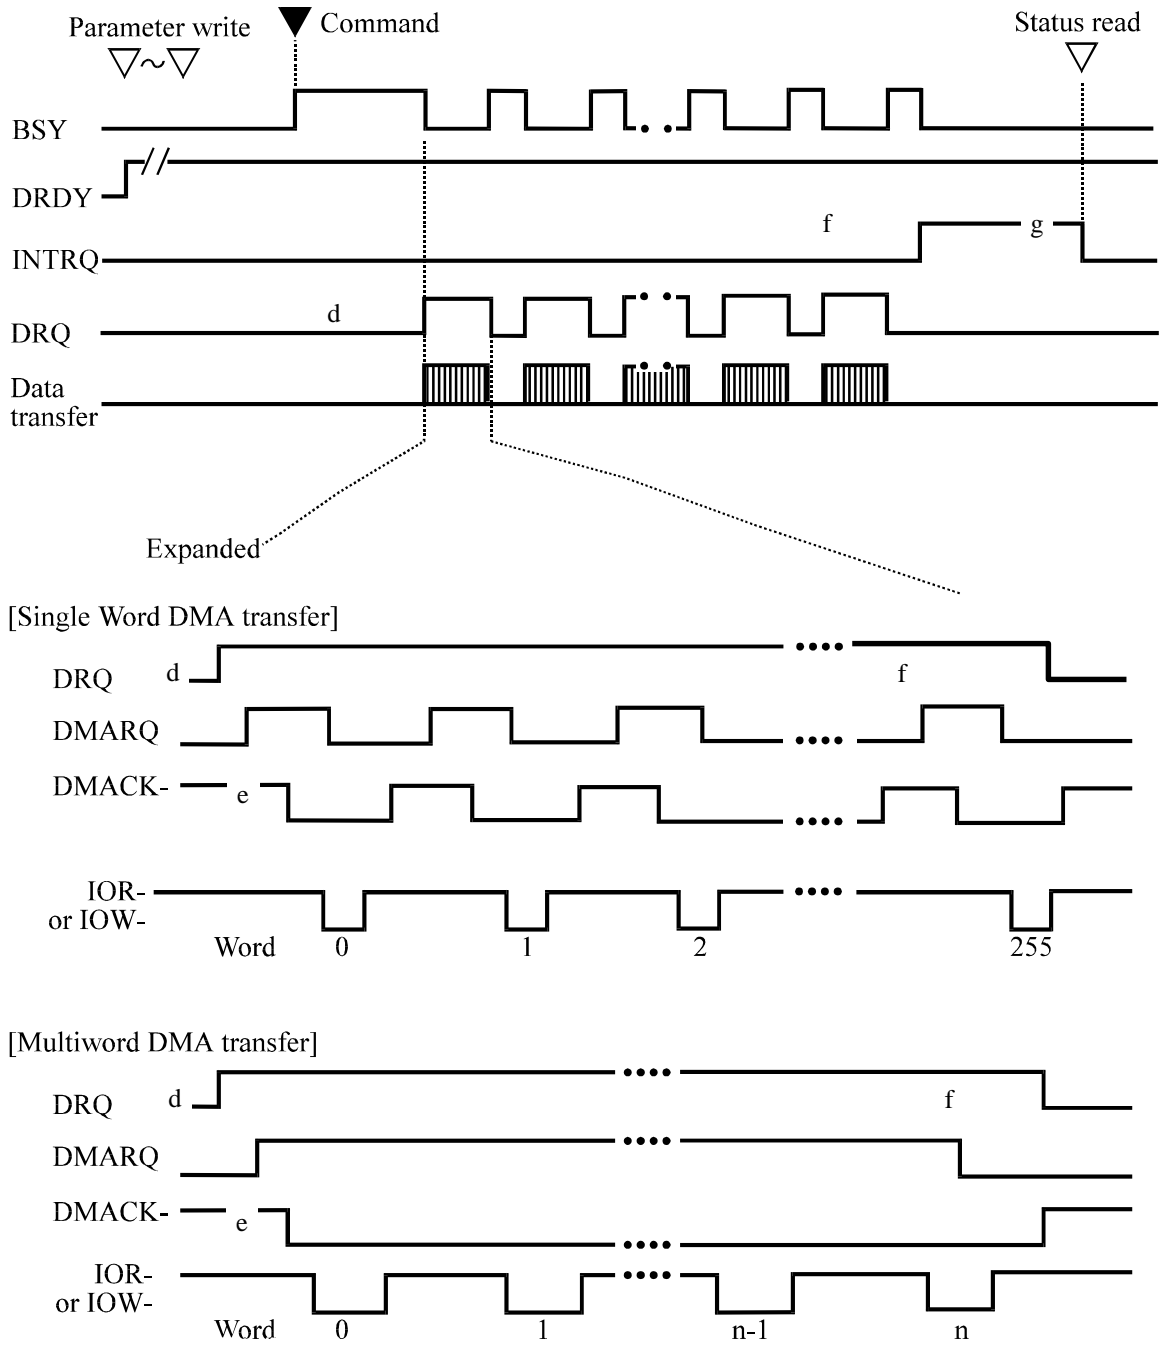 Parameter write
Command
Status read
~
BSY
DRDY
f
g
INTRQ
d
DRQ
Data
transfer
Expanded
[Single Word DMA transfer]
DRQ d f
DMARQ
DMACK- e
IOR-
or IOW-
Word 0 1 2 255
[Multiword DMA transfer]
DRQ d f
DMARQ
DMACK- e
IOR-
or IOW-
Word 0 1 n-1 n